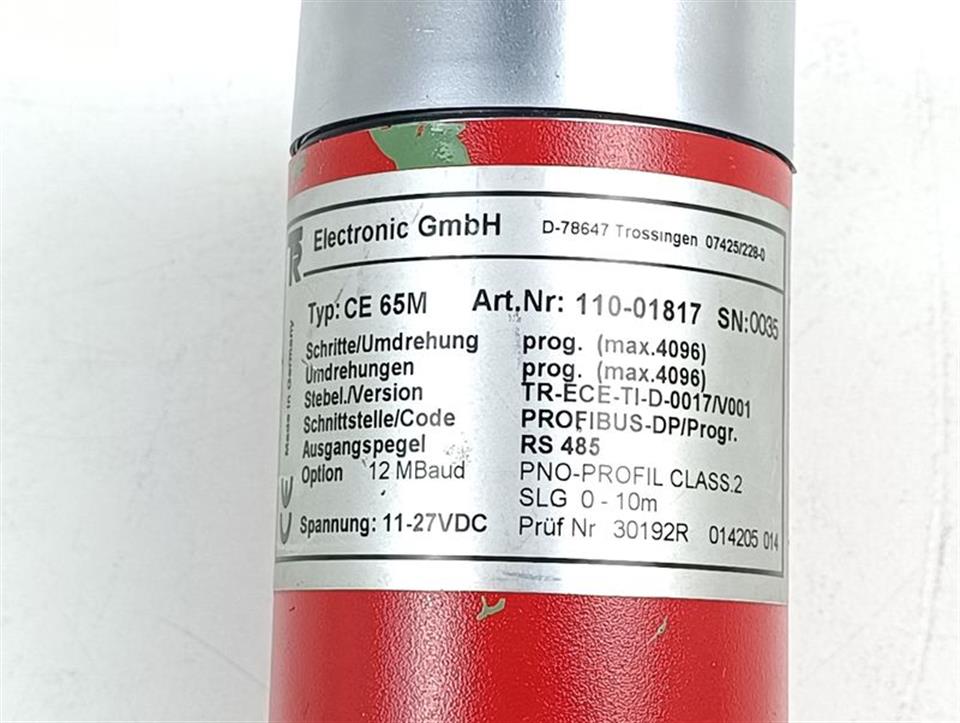 TR Electronic GmbH D-78647 Trossingen 07425/228-0
Typ: CE 65M Art.Nr: 110-01817 SN:0035
Schritte/Umdrehung prog. (max.4096)
Umdrehungen prog. (max.4096)
Stebel./Version TR-ECE-TI-D-0017/V001
Schnittstelle/Code PROFIBUS-DP/Progr.
Ausgangspegel RS 485
Option 12 MBaud PNO-PROFIL CLASS.2
SLG 0 - 10m
Spannung: 11-27VDC Prüf Nr 30192R 014205 014
Made in Germany
CE